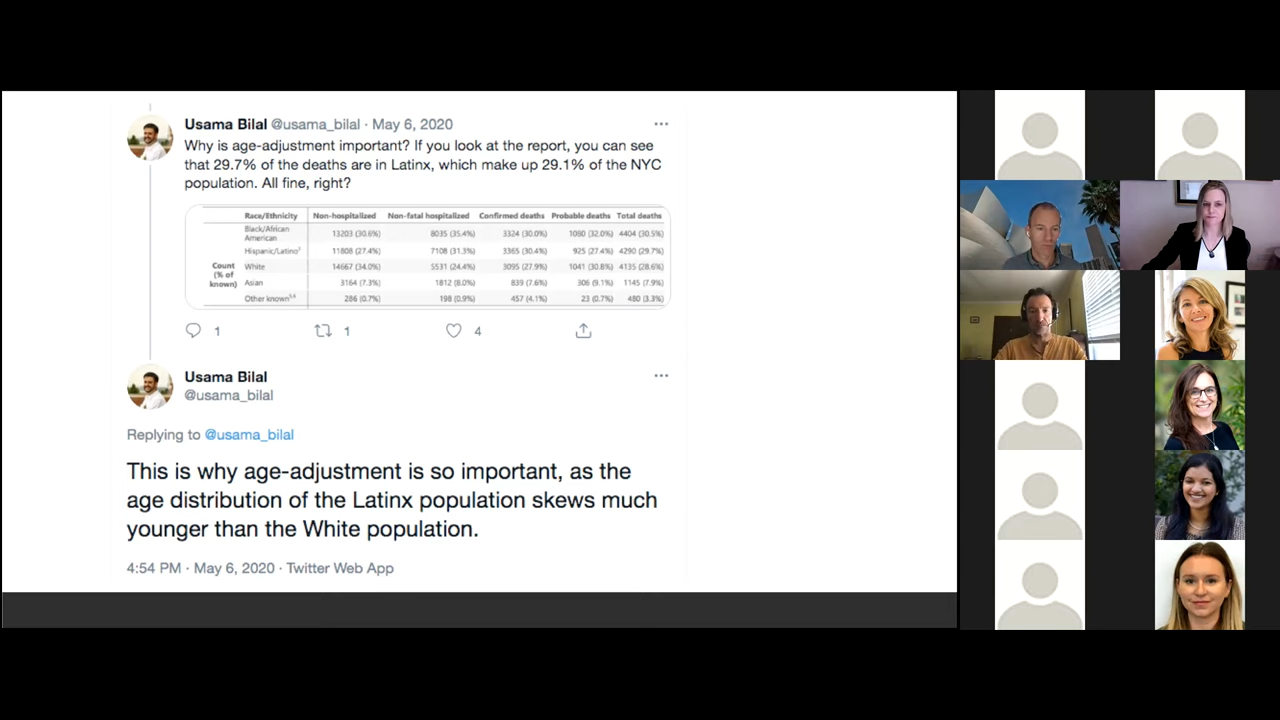 Usama Bilal @usama_bilal · May 6, 2020
Why is age-adjustment important? If you look at the report, you can see
that 29.7% of the deaths are in Latinx, which make up 29.1% of the NYC
population. All fine, right?
Race/Ethnicity Non-hospitalized Non-fatal hospitalized Confirmed deaths Probable deaths Total deaths
Black/African
American 13203 (30.6%) 8035 (35.4%) 3324 (30.0%) 1080 (32.0%) 4404 (30.5%)
Hispanic/Latino 11808 (27.4%) 7108 (31.3%) 3365 (30.4%) 925 (27.4%) 4290 (29.7%)
Count
(% of
known)
White 14667 (34.0%) 5531 (24.4%) 3095 (27.9%) 1041 (30.8%) 4135 (28.6%)
Asian 3164 (7.3%) 1812 (8.0%) 839 (7.6%) 306 (9.1%) 1145 (7.9%)
Other known 286 (0.7%) 198 (0.9%) 457 (4.1%) 23 (0.7%) 480 (3.3%)
1 1 4
Usama Bilal
@usama_bilal
Replying to @usama_bilal
This is why age-adjustment is so important, as the
age distribution of the Latinx population skews much
younger than the White population.
4:54 PM · May 6, 2020 · Twitter Web App